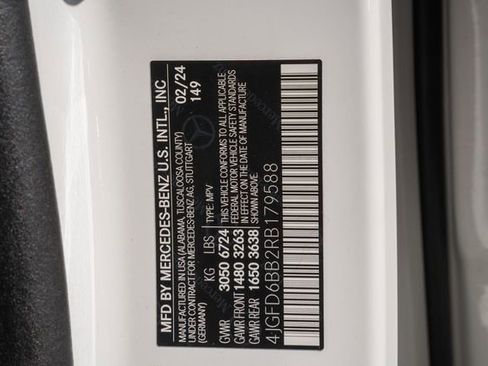 MFD BY MERCEDES-BENZ U.S. INTL., INC
MANUFACTURED IN USA (ALABAMA, TUSCALOOSA COUNTY)
UNDER CONTRACT FOR MERCEDES-BENZ AG, STUTTGART
(GERMANY)
02/24
149
KG LBS TYPE: MPV
GVWR 3050 6724 THIS VEHICLE CONFORMS TO ALL APPLICABLE
FEDERAL MOTOR VEHICLE SAFETY STANDARDS
GAWR FRONT 1480 3263 IN EFFECT ON THE DATE OF MANUFACTURE
GAWR REAR 1650 3638 SHOWN ABOVE.
4JGFD6BB2RB179588